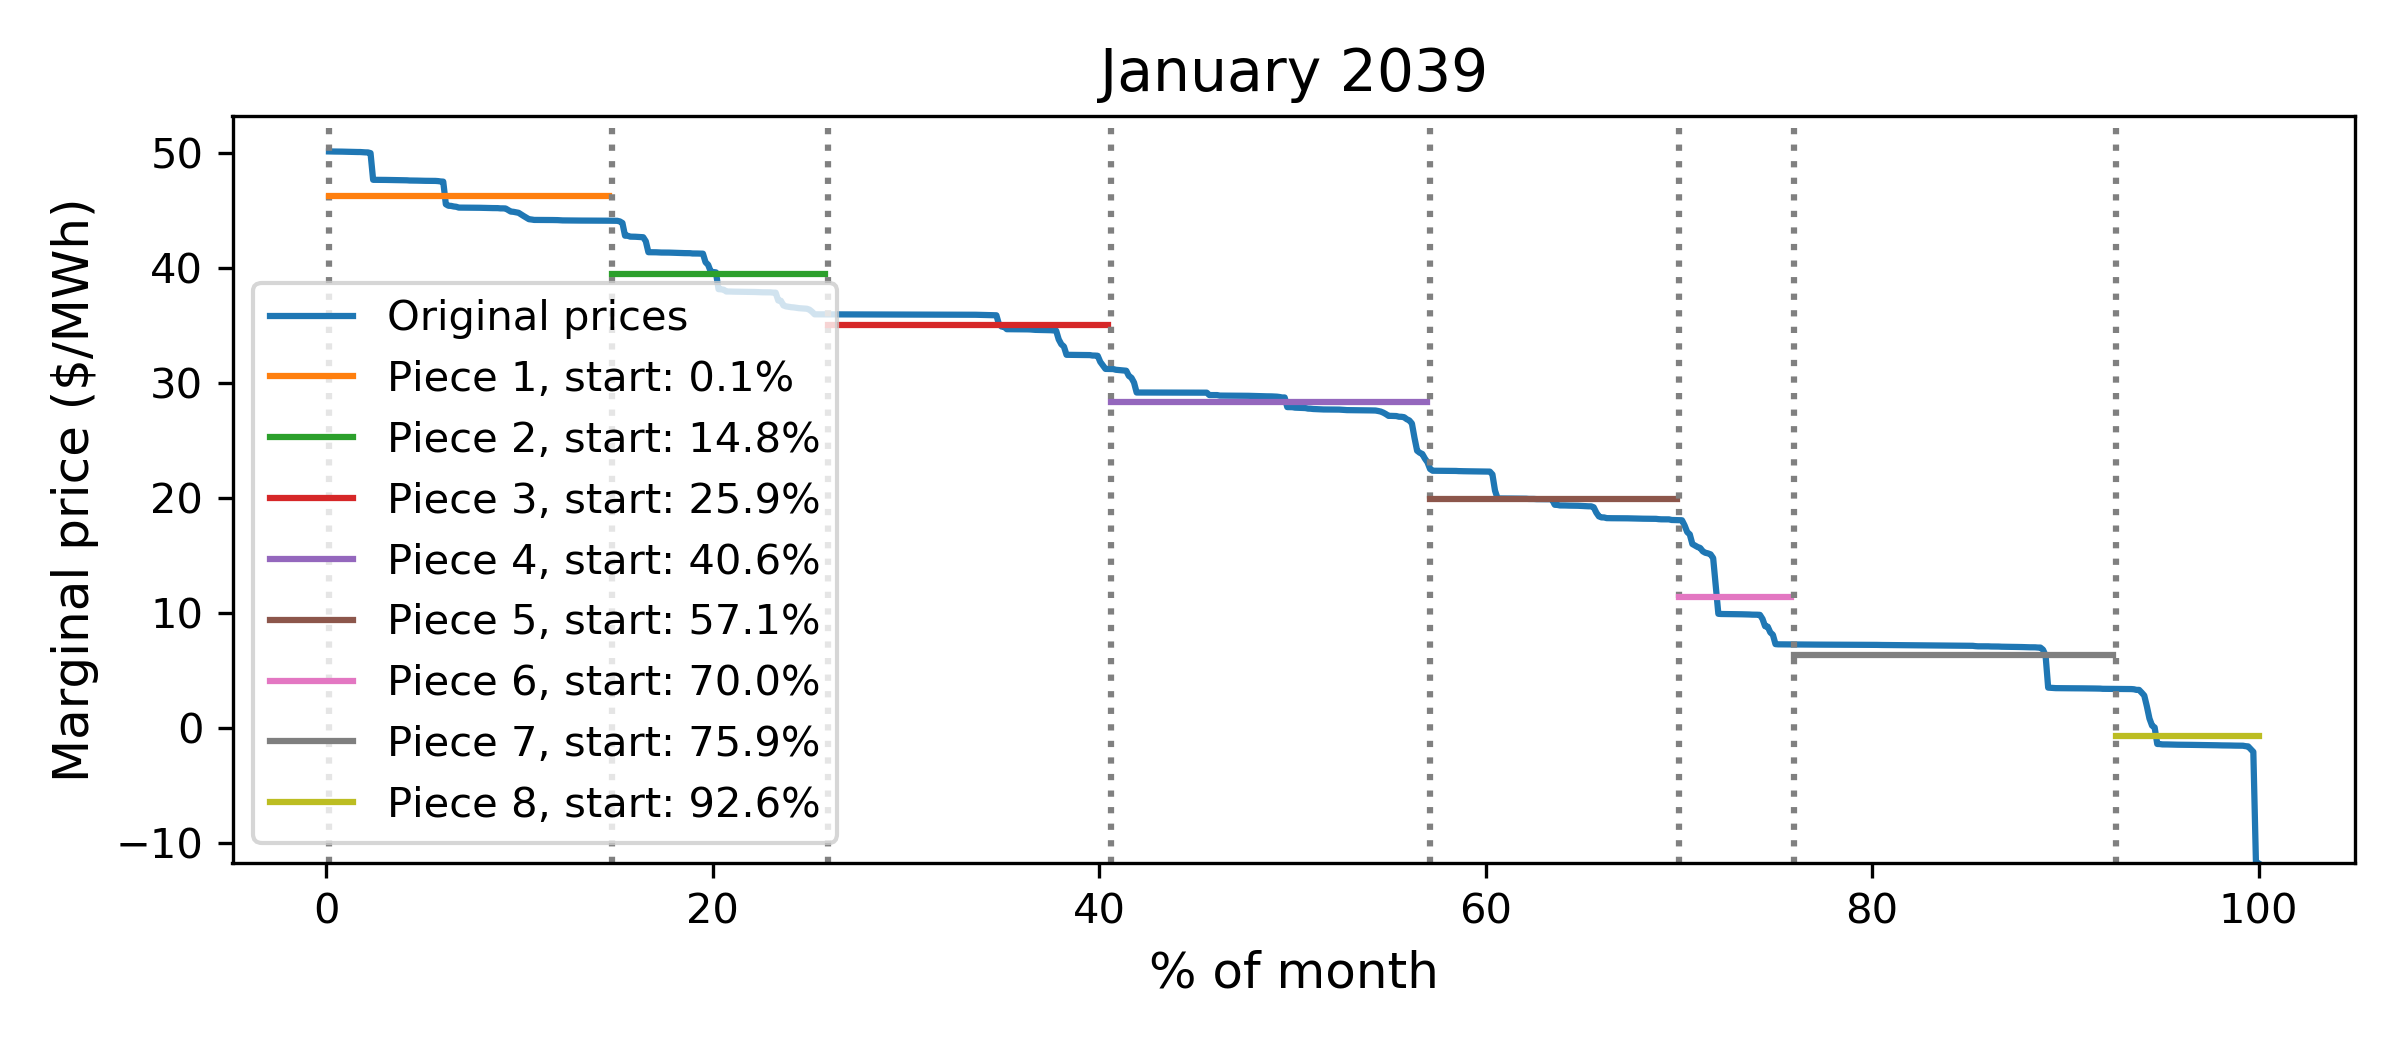 January 2039
Marginal price ($/MWh)
50
40
30
20
10
0
−10
Original prices
Piece 1, start: 0.1%
Piece 2, start: 14.8%
Piece 3, start: 25.9%
Piece 4, start: 40.6%
Piece 5, start: 57.1%
Piece 6, start: 70.0%
Piece 7, start: 75.9%
Piece 8, start: 92.6%
0 20 40 60 80 100
% of month